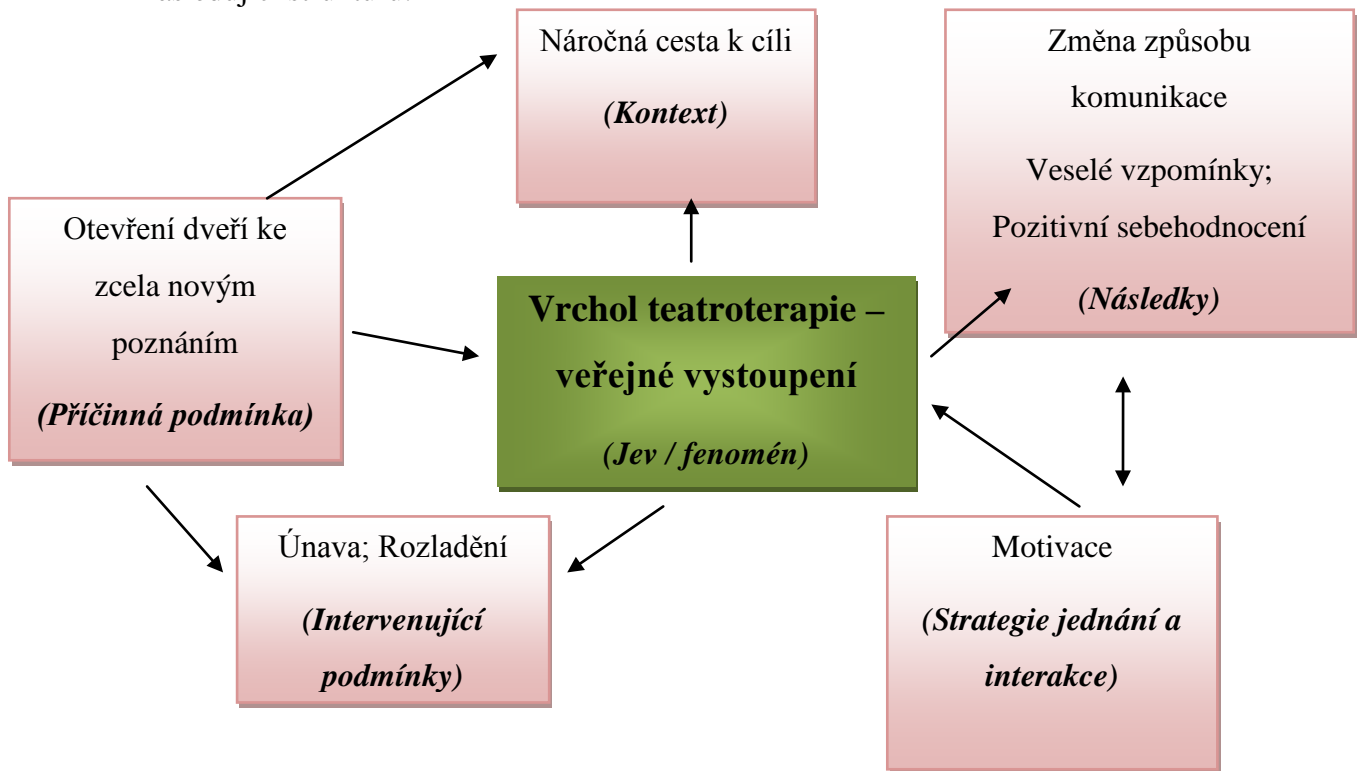 Náročná cesta k cíli
(Kontext)
Změna způsobu
komunikace
Veselé vzpomínky;
Pozitivní sebehodnocení
(Následky)
Otevření dveří ke
zcela novým
poznáním
(Příčinná podmínka)
Vrchol teatroterapie –
veřejné vystoupení
(Jev / fenomén)
Únava; Rozladění
(Intervenující
podmínky)
Motivace
(Strategie jednání a
interakce)